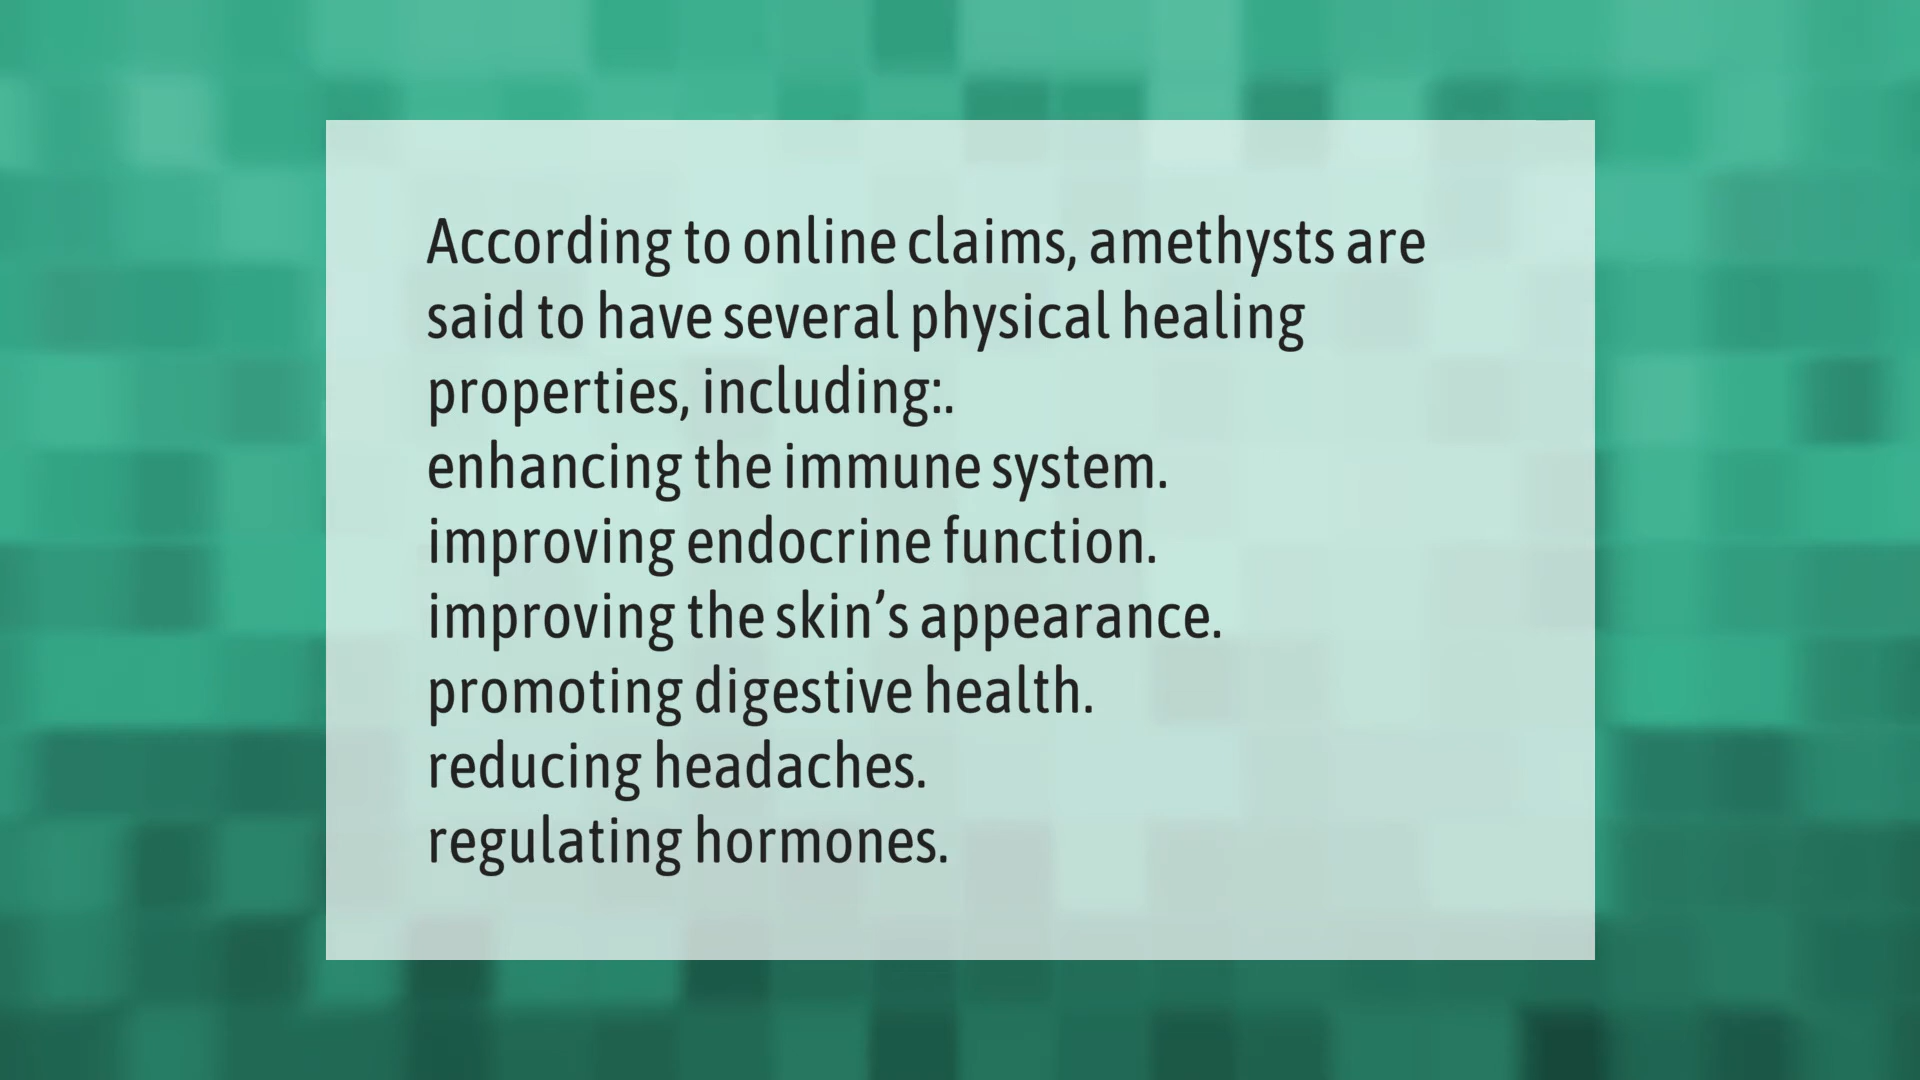 According to online claims, amethysts are
said to have several physical healing
properties, including:.
enhancing the immune system.
improving endocrine function.
improving the skin’s appearance.
promoting digestive health.
reducing headaches.
regulating hormones.